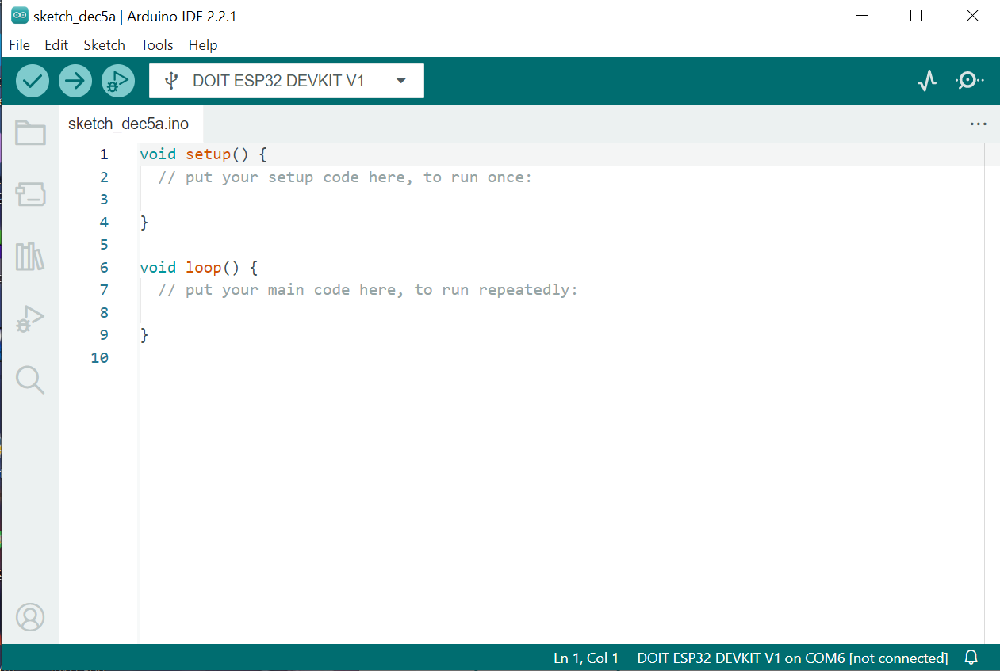 sketch_dec5a | Arduino IDE 2.2.1
File Edit Sketch Tools Help
DOIT ESP32 DEVKIT V1
sketch_dec5a.ino
1 void setup() {
2   // put your setup code here, to run once:
3
4 }
5
6 void loop() {
7   // put your main code here, to run repeatedly:
8
9 }
10
Ln 1, Col 1 DOIT ESP32 DEVKIT V1 on COM6 [not connected]